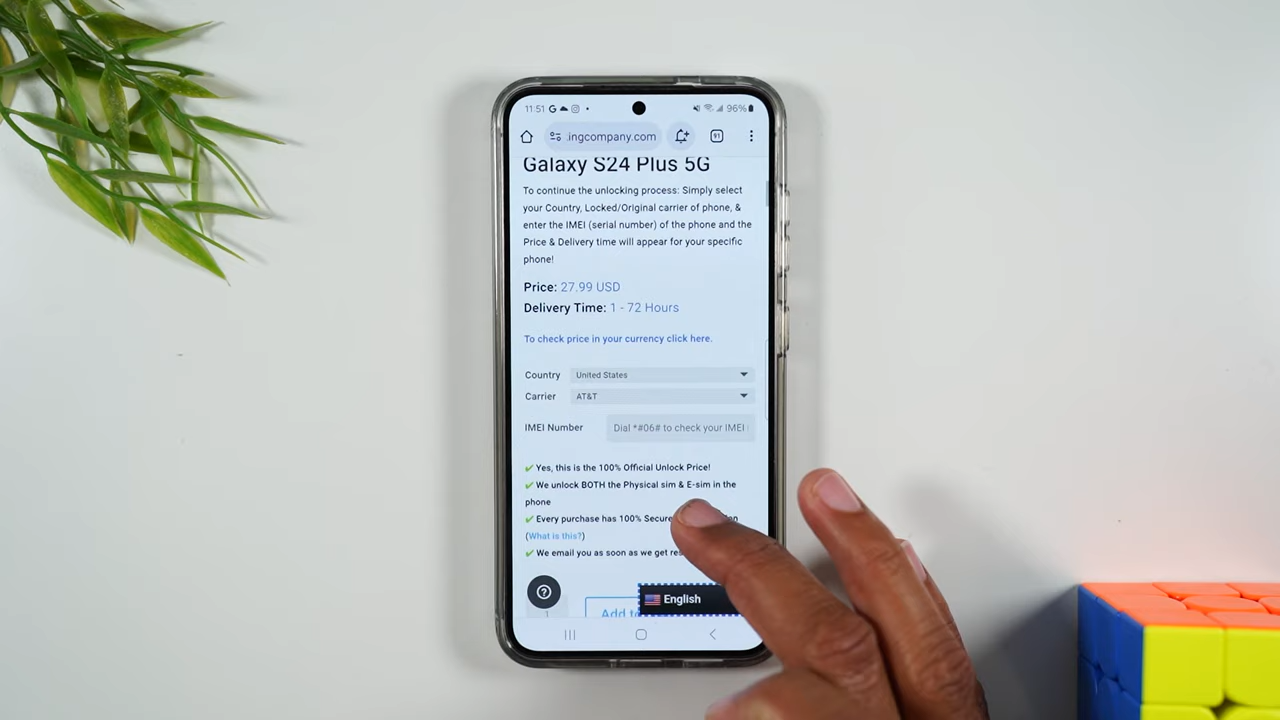 11:51 G 96%
.ingcompany.com 91
Galaxy S24 Plus 5G
To continue the unlocking process: Simply select
your Country, Locked/Original carrier of phone, &
enter the IMEI (serial number) of the phone and the
Price & Delivery time will appear for your specific
phone!
Price: 27.99 USD
Delivery Time: 1 - 72 Hours
To check price in your currency click here.
Country United States
Carrier AT&T
IMEI Number Dial *#06# to check your IMEI
✔ Yes, this is the 100% Official Unlock Price!
✔ We unlock BOTH the Physical sim & E-sim in the
phone
✔ Every purchase has 100% Secure
(What is this?)
✔ We email you as soon as we get
1 Add English